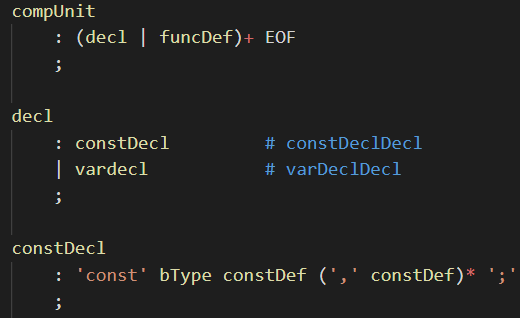 compUnit
: (decl | funcDef)+ EOF
;
decl
: constDecl # constDeclDecl
| vardecl # varDeclDecl
;
constDecl
: 'const' bType constDef (',' constDef)* ';'
;